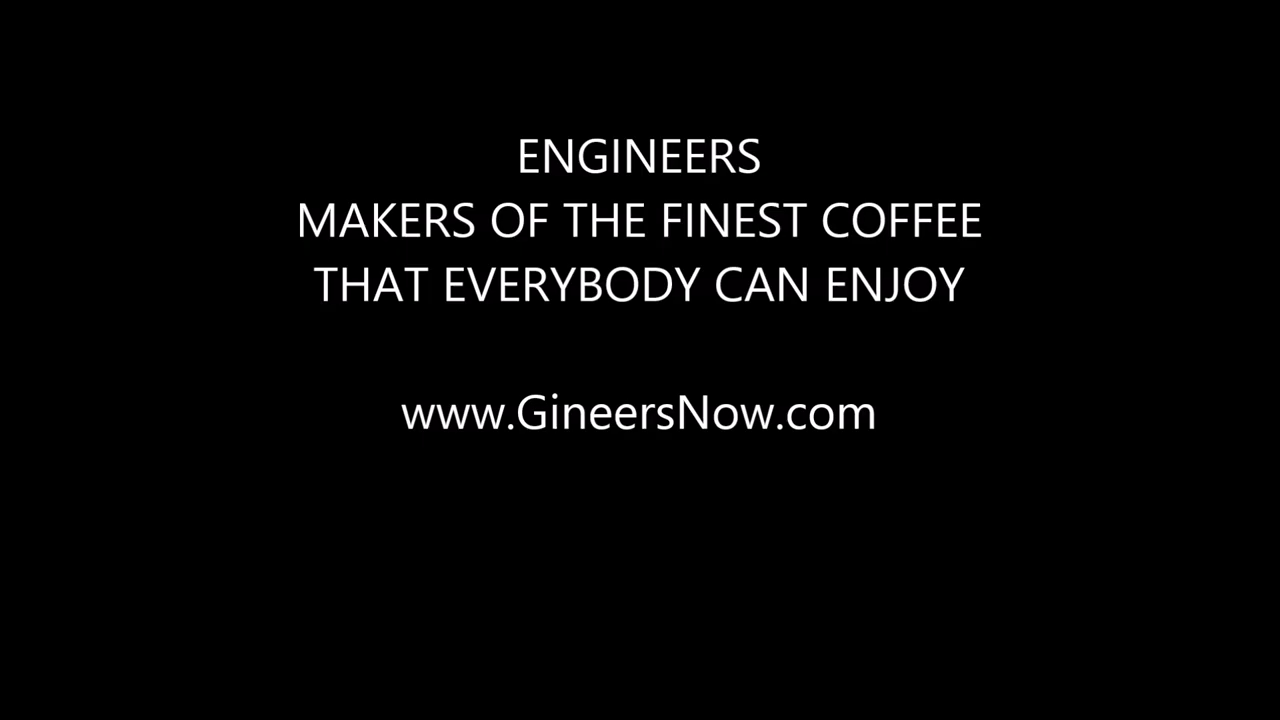 ENGINEERS
MAKERS OF THE FINEST COFFEE
THAT EVERYBODY CAN ENJOY
www.GineersNow.com